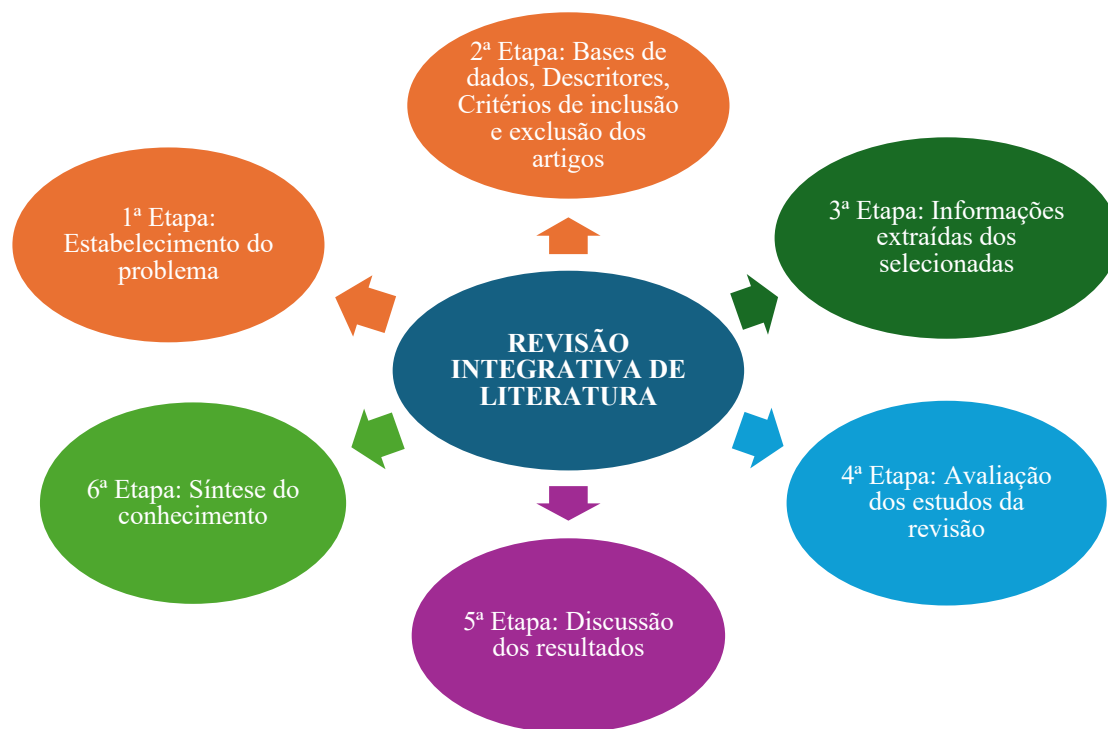 1ª Etapa:
Estabelecimento do
problema
2ª Etapa: Bases de
dados, Descritores,
Critérios de inclusão
e exclusão dos
artigos
3ª Etapa: Informações
extraídas dos
selecionadas
4ª Etapa: Avaliação
dos estudos da
revisão
5ª Etapa: Discussão
dos resultados
6ª Etapa: Síntese do
conhecimento
REVISÃO
INTEGRATIVA DE
LITERATURA